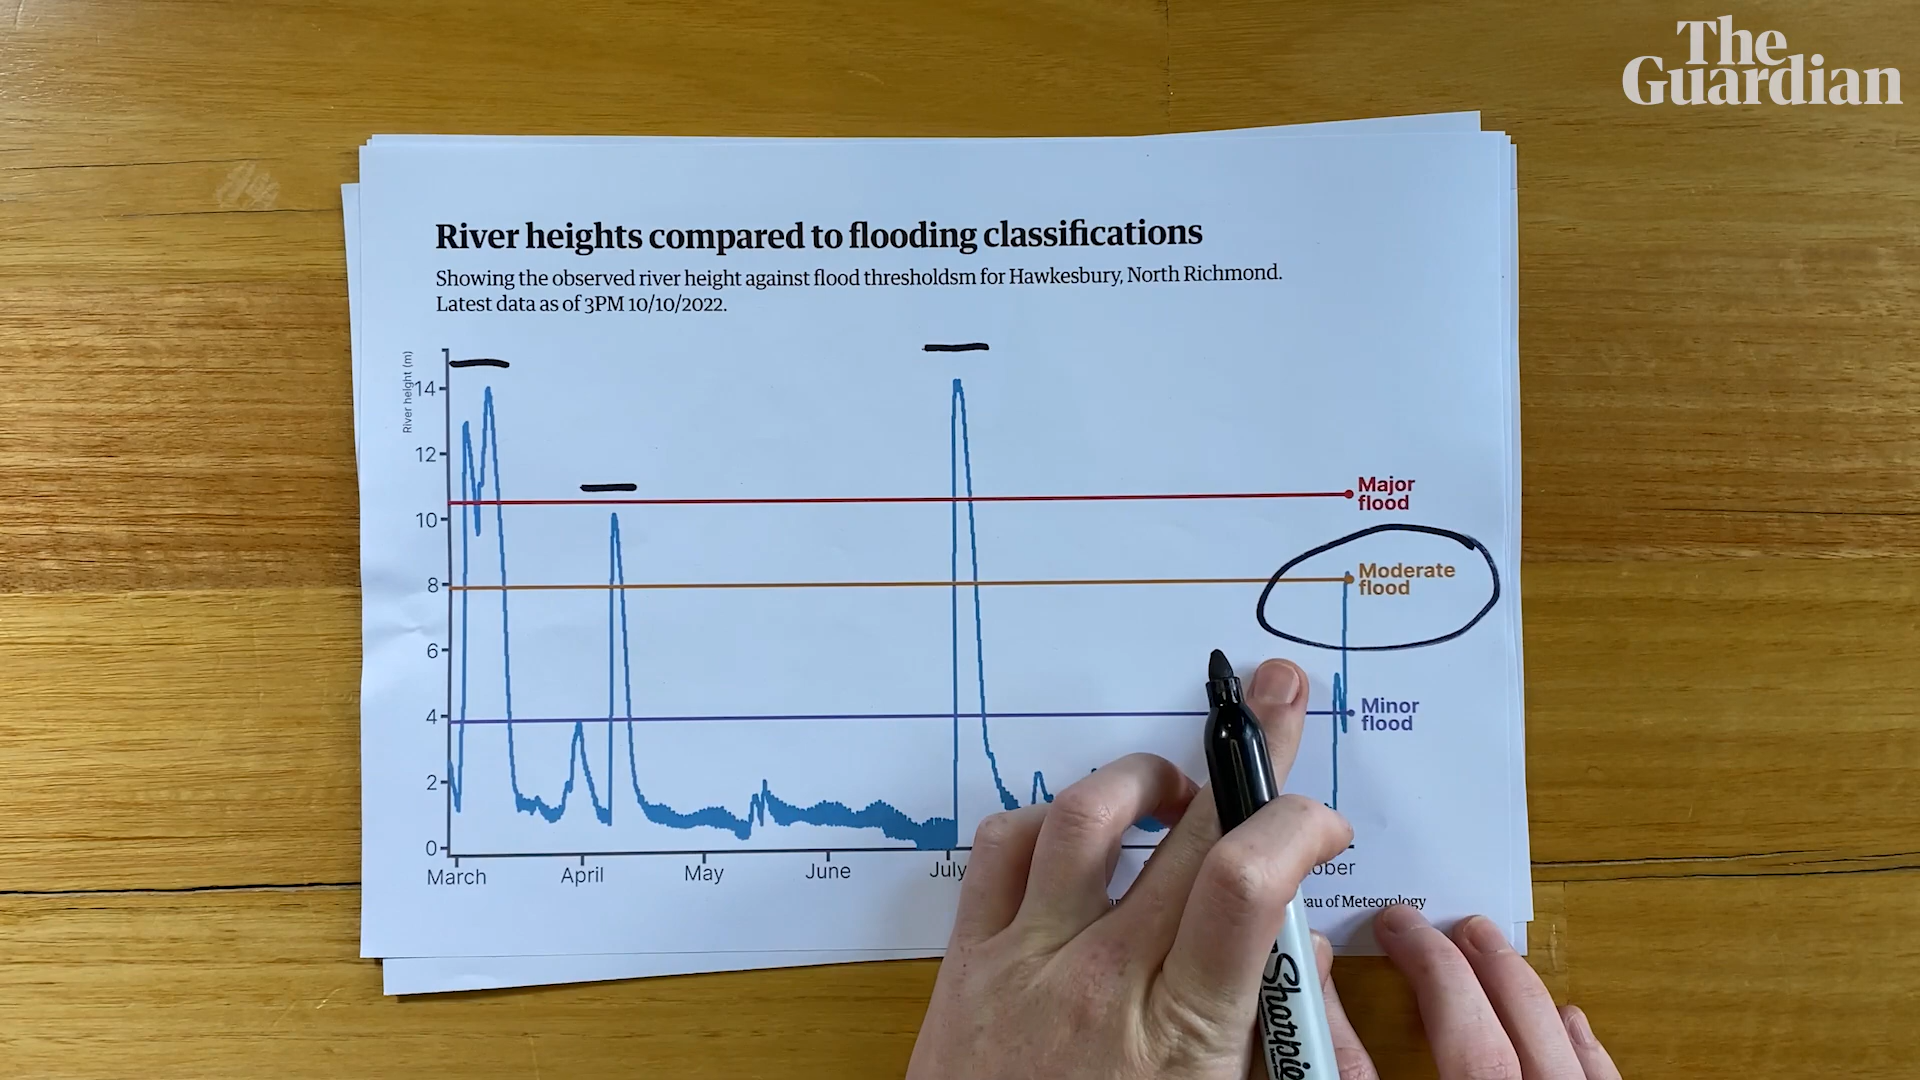 The
Guardian
River heights compared to flooding classifications
Showing the observed river height against flood thresholdsm for Hawkesbury, North Richmond.
Latest data as of 3PM 10/10/2022.
River height (m)
14
12
10
8
6
4
2
0
Major
flood
Moderate
flood
Minor
flood
March
April
May
June
July
of Meteorology
Sharpie